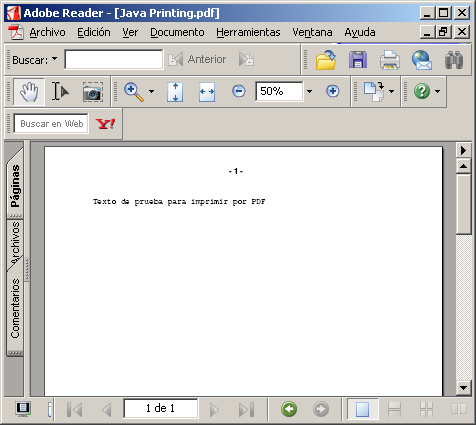 Adobe Reader - [Java Printing.pdf]
Archivo Edición Ver Documento Herramientas Ventana Ayuda
Buscar: Anterior
50%
Buscar en Web Y!
Páginas
Archivos
Comentarios
-1-
Texto de prueba para imprimir por PDF
1 de 1